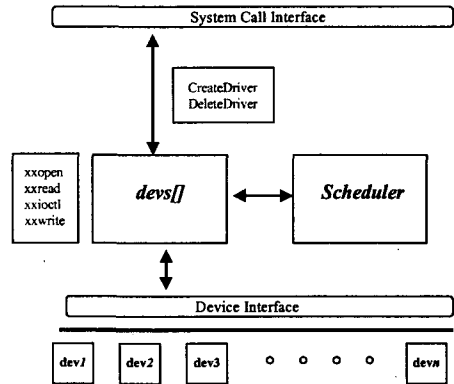 System Call Interface
CreateDriver
DeleteDriver
xxopen
xxread
xxioctl
xxwrite
devs[]
Scheduler
Device Interface
dev1 dev2 dev3 devn